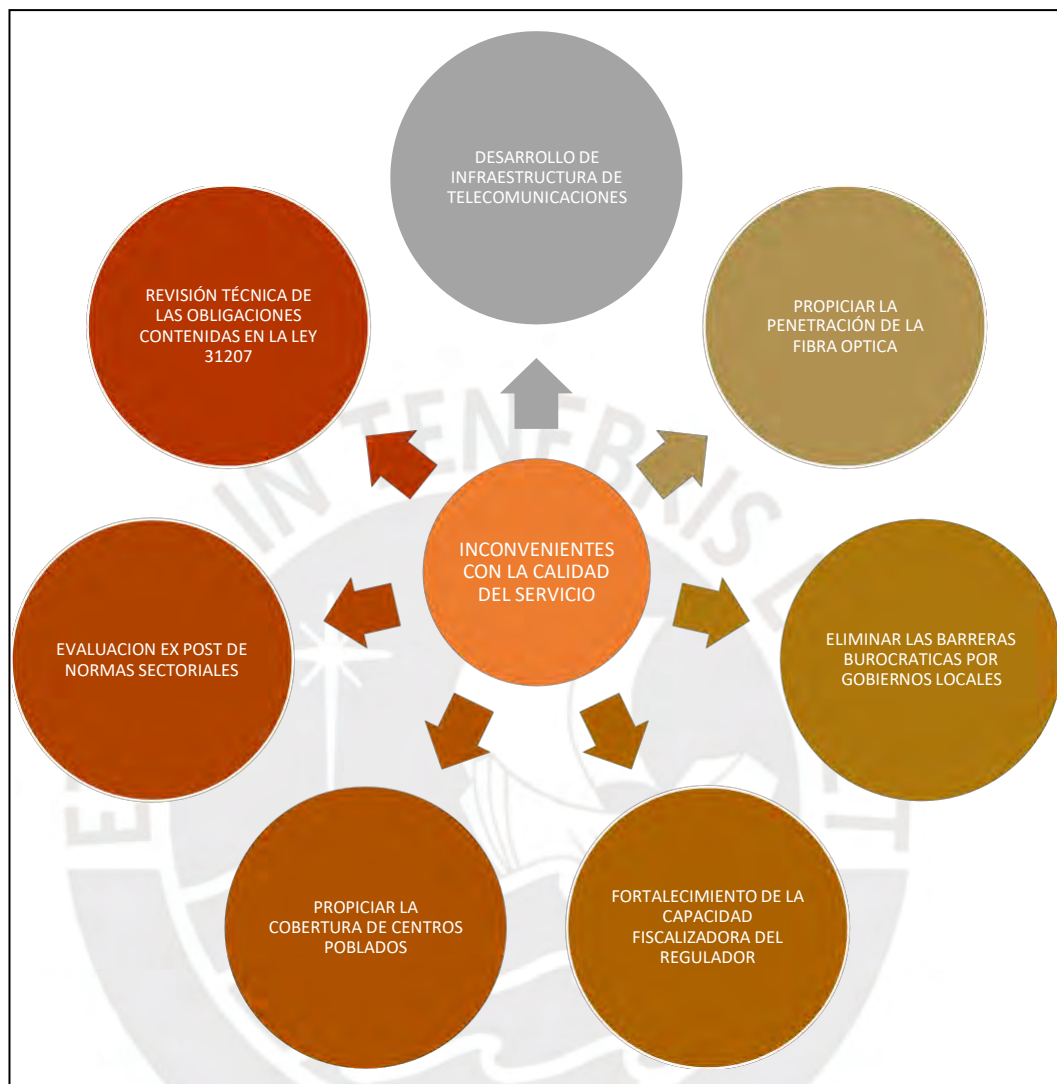 DESARROLLO DE
INFRAESTRUCTURA DE
TELECOMUNICACIONES
PROPICIAR LA
PENETRACIÓN DE LA
FIBRA OPTICA
ELIMINAR LAS BARRERAS
BUROCRATICAS POR
GOBIERNOS LOCALES
FORTALECIMIENTO DE LA
CAPACIDAD
FISCALIZADORA DEL
REGULADOR
PROPICIAR LA
COBERTURA DE CENTROS
POBLADOS
EVALUACION EX POST DE
NORMAS SECTORIALES
REVISIÓN TÉCNICA DE
LAS OBLIGACIONES
CONTENIDAS EN LA LEY
31207
INCONVENIENTES
CON LA CALIDAD
DEL SERVICIO
IN TENEBRIS